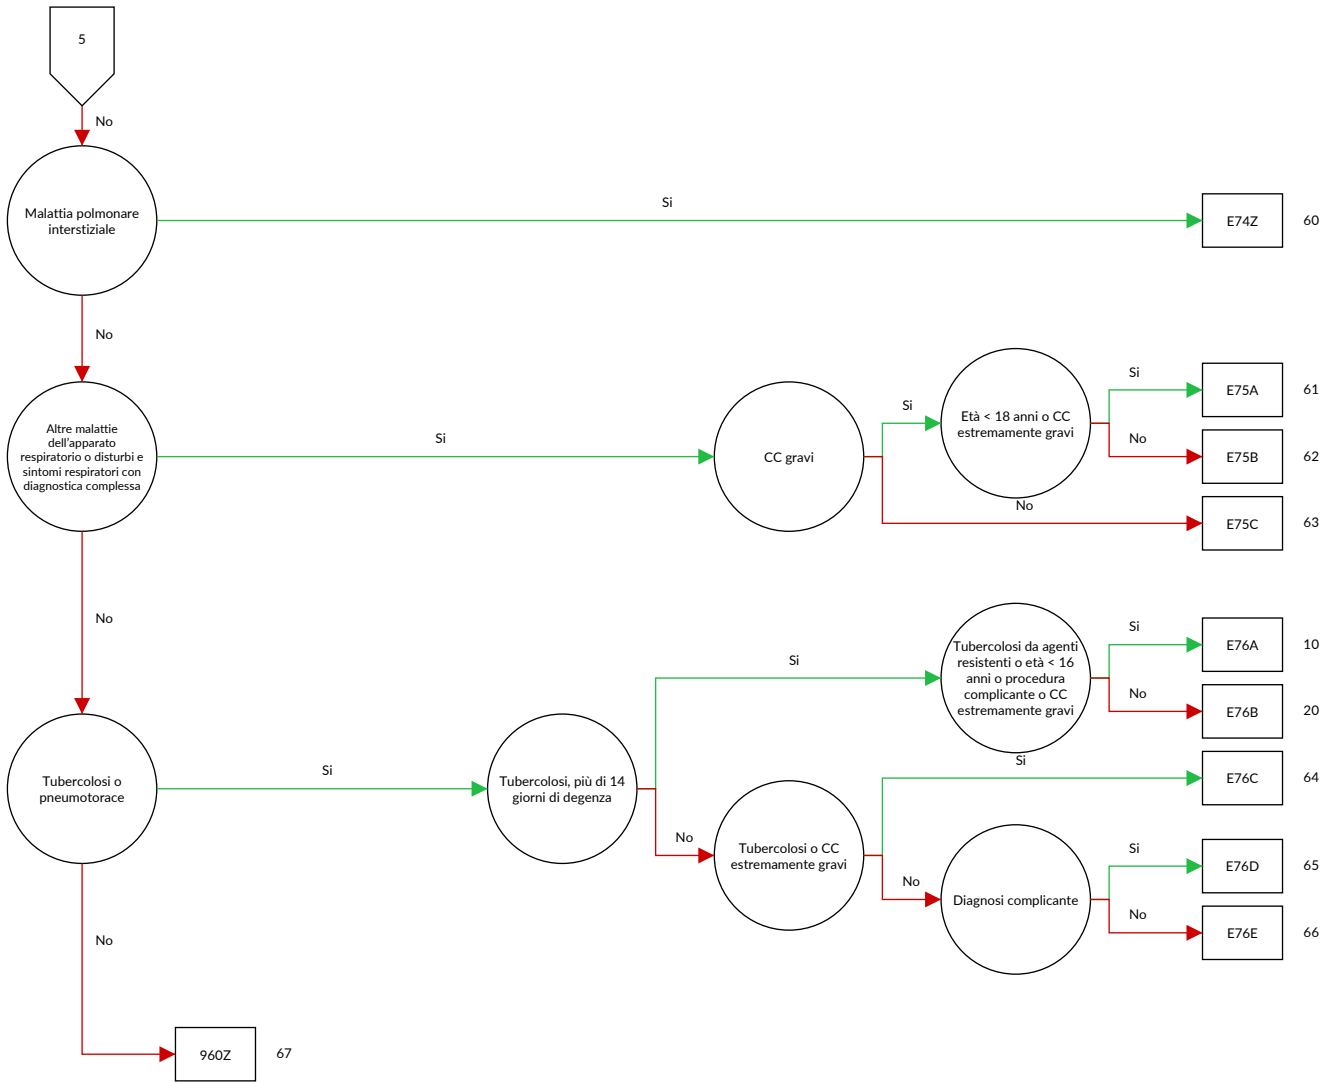 5
No
Malattia polmonare
interstiziale
Si
E74Z
60
No
Altre malattie
dell'apparato
respiratorio o disturbi e
sintomi respiratori con
diagnostica complessa
Si
CC gravi
Si
Età < 18 anni o CC
estremamente gravi
Si
E75A
61
No
E75B
62
No
E75C
63
No
Tubercolosi o
pneumotorace
Si
Tubercolosi, più di 14
giorni di degenza
Si
Tubercolosi da agenti
resistenti o età < 16
anni o procedura
complicante o CC
estremamente gravi
Si
E76A
10
No
E76B
20
No
Tubercolosi o CC
estremamente gravi
Si
E76C
64
No
Diagnosi complicante
Si
E76D
65
No
E76E
66
No
960Z
67